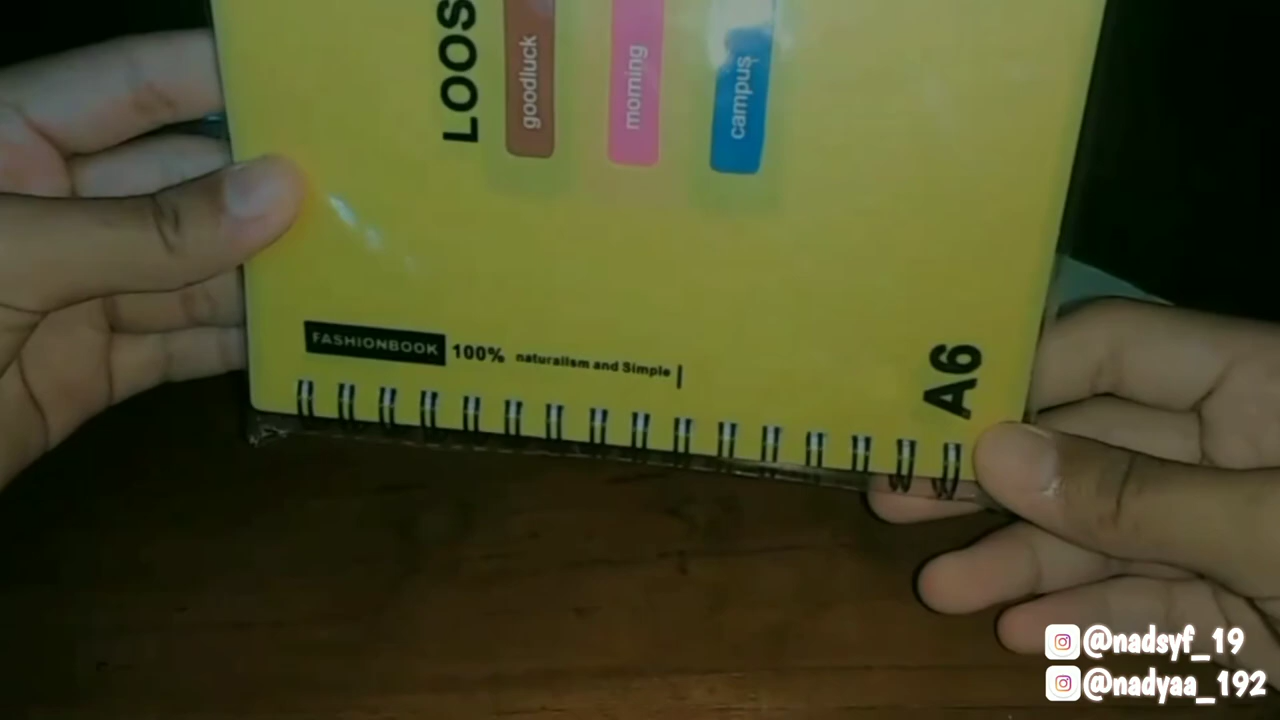 LOOS
goodluck
morning
campus
FASHIONBOOK 100% naturalism and Simple
A6
@nadsyf_19
@nadyaa_192